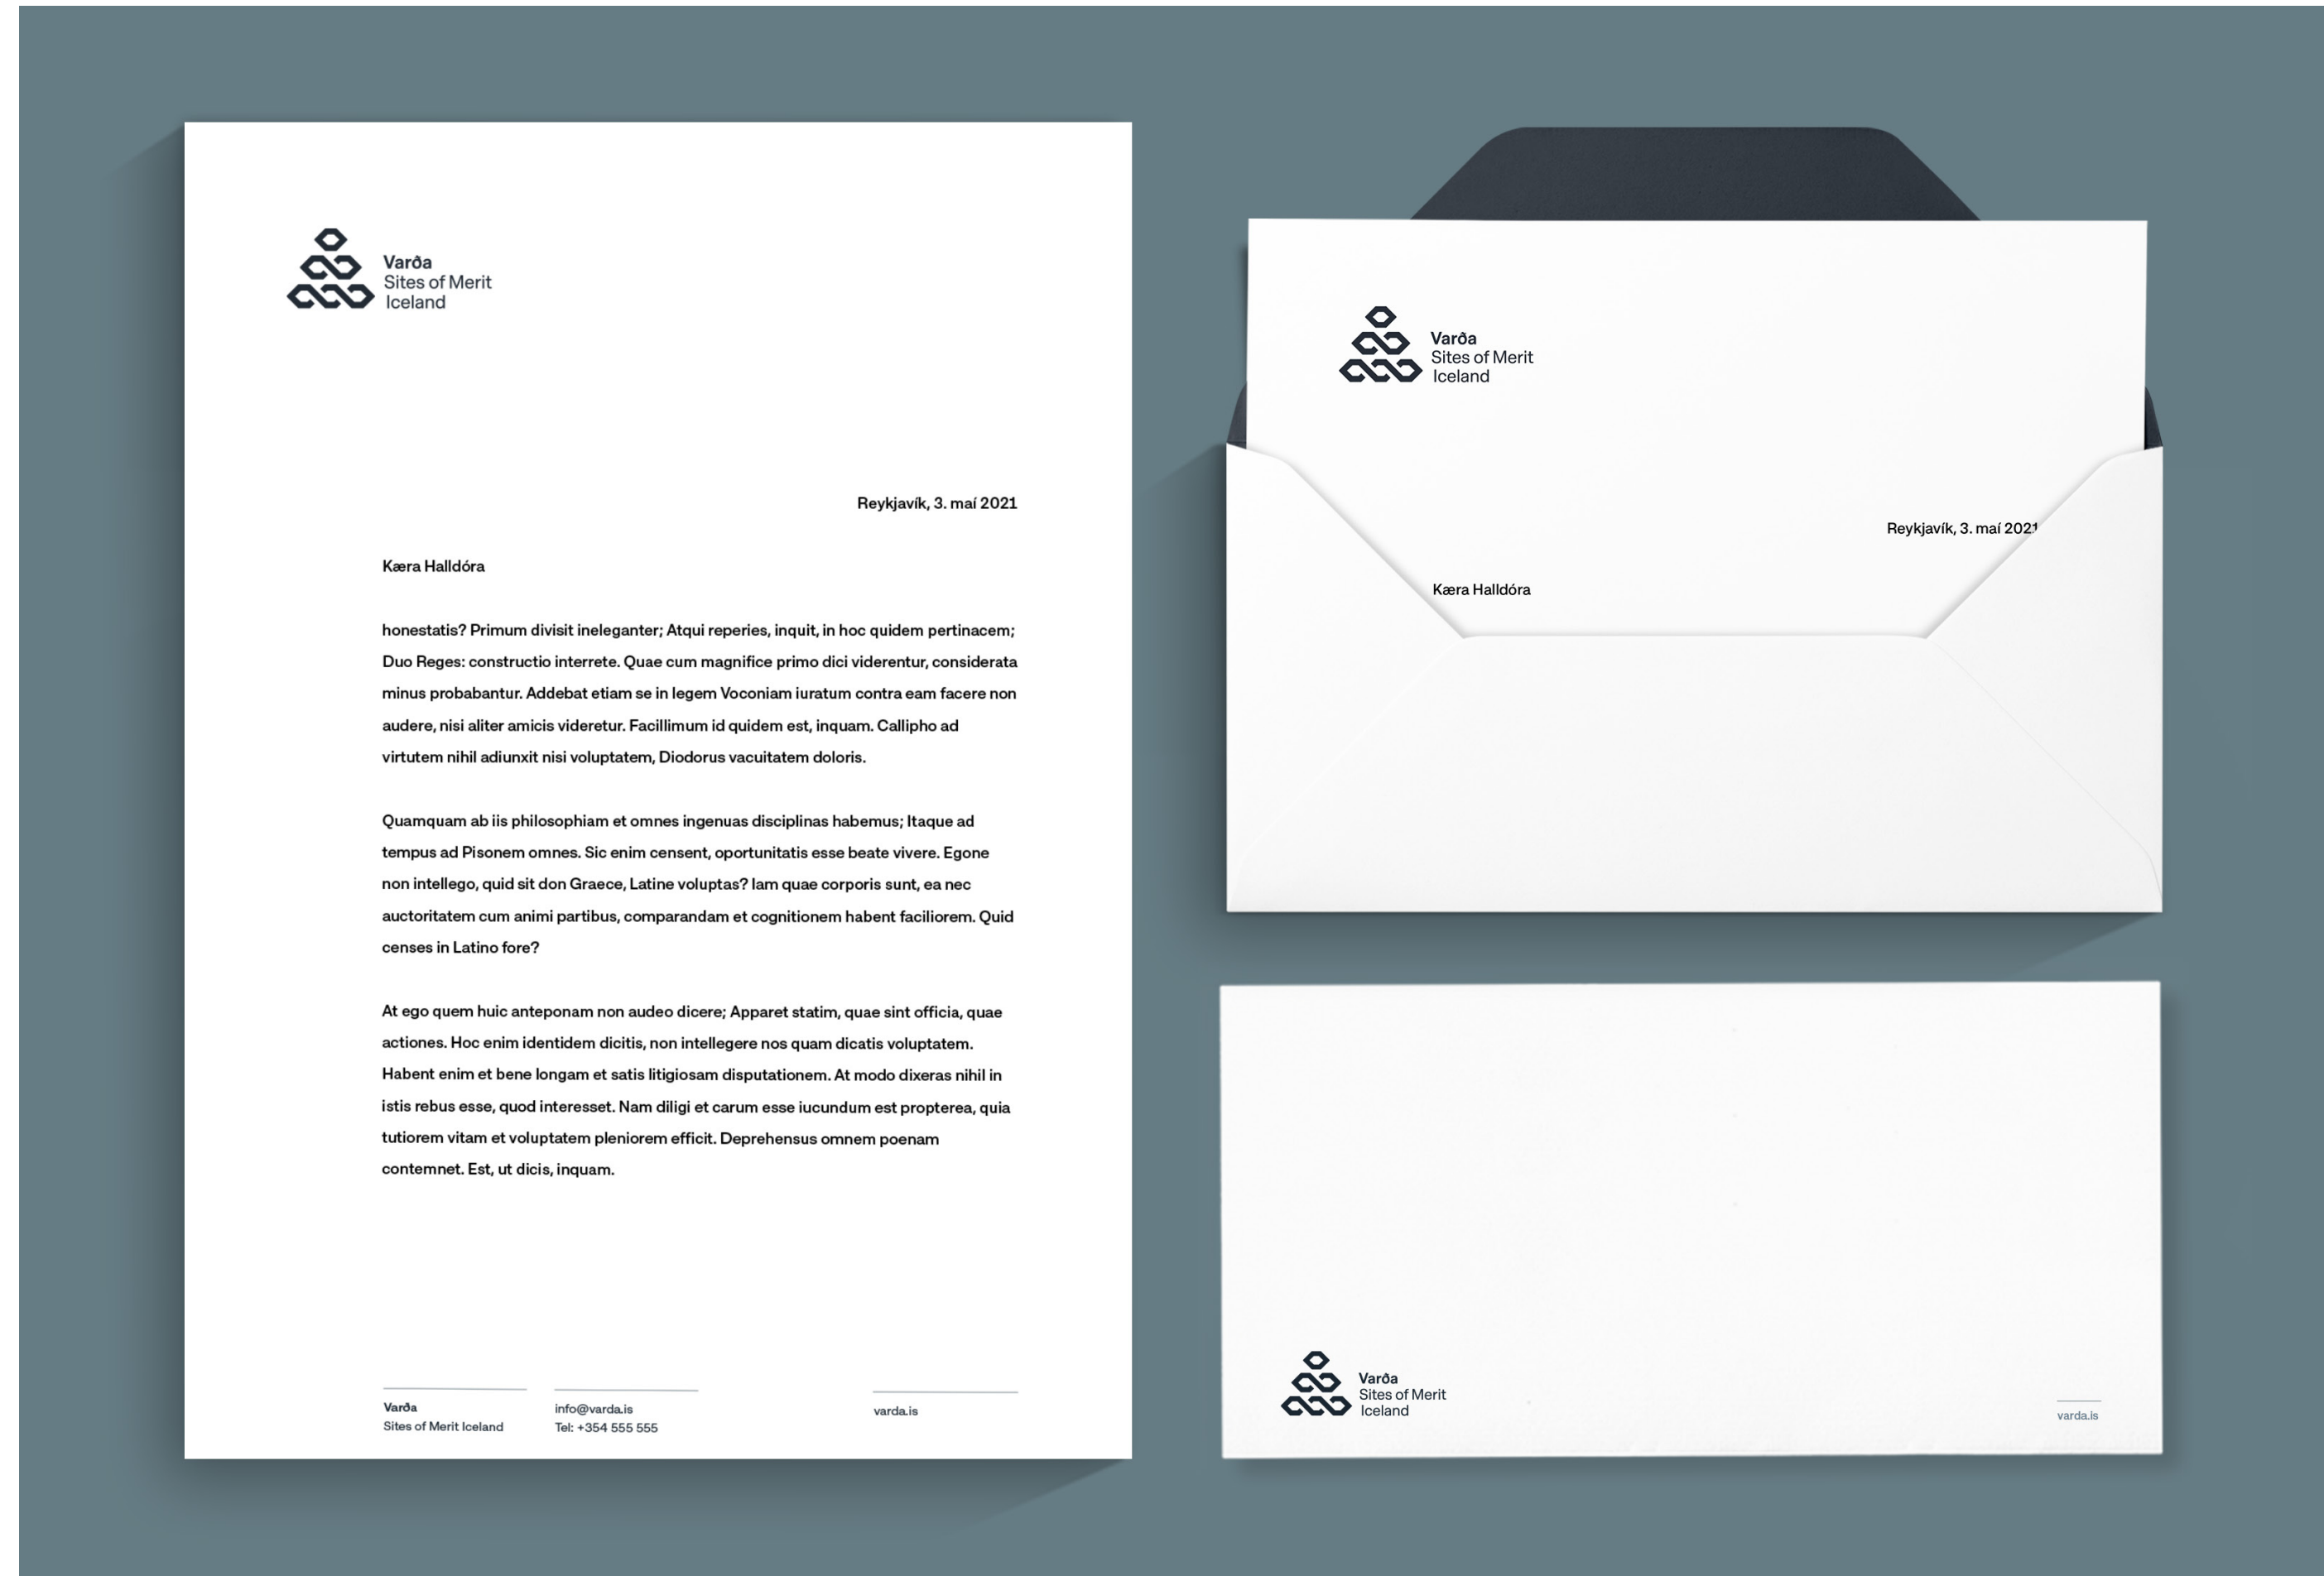 Varða
Sites of Merit
Iceland
Reykjavík, 3. maí 2021
Kæra Halldóra
honestatis? Primum divisit ineleganter; Atqui reperies, inquit, in hoc quidem pertinacem;
Duo Reges: constructio interrete. Quae cum magnifice primo dici viderentur, considerata
minus probabantur. Addebat etiam se in legem Voconiam iuratum contra eam facere non
audere, nisi aliter amicis videretur. Facillimum id quidem est, inquam. Callipho ad
virtutem nihil adiunxit nisi voluptatem, Diodorus vacuitatem doloris.
Quamquam ab iis philosophiam et omnes ingenuas disciplinas habemus; Itaque ad
tempus ad Pisonem omnes. Sic enim censent, oportunitatis esse beate vivere. Egone
non intellego, quid sit don Graece, Latine voluptas? Iam quae corporis sunt, ea nec
auctoritatem cum animi partibus, comparandam et cognitionem habent faciliorem. Quid
censes in Latino fore?
At ego quem huic anteponam non audeo dicere; Apparet statim, quae sint officia, quae
actiones. Hoc enim identidem dicitis, non intellegere nos quam dicatis voluptatem.
Habent enim et bene longam et satis litigiosam disputationem. At modo dixeras nihil in
istis rebus esse, quod interesset. Nam diligi et carum esse iucundum est propterea, quia
tutiorem vitam et voluptatem pleniorem efficit. Deprehensus omnem poenam
contemnet. Est, ut dicis, inquam.
Varða
Sites of Merit Iceland
info@varda.is
Tel: +354 555 555
varda.is
Varða
Sites of Merit
Iceland
Reykjavík, 3. maí 2021
Kæra Halldóra
Varða
Sites of Merit
Iceland
varda.is